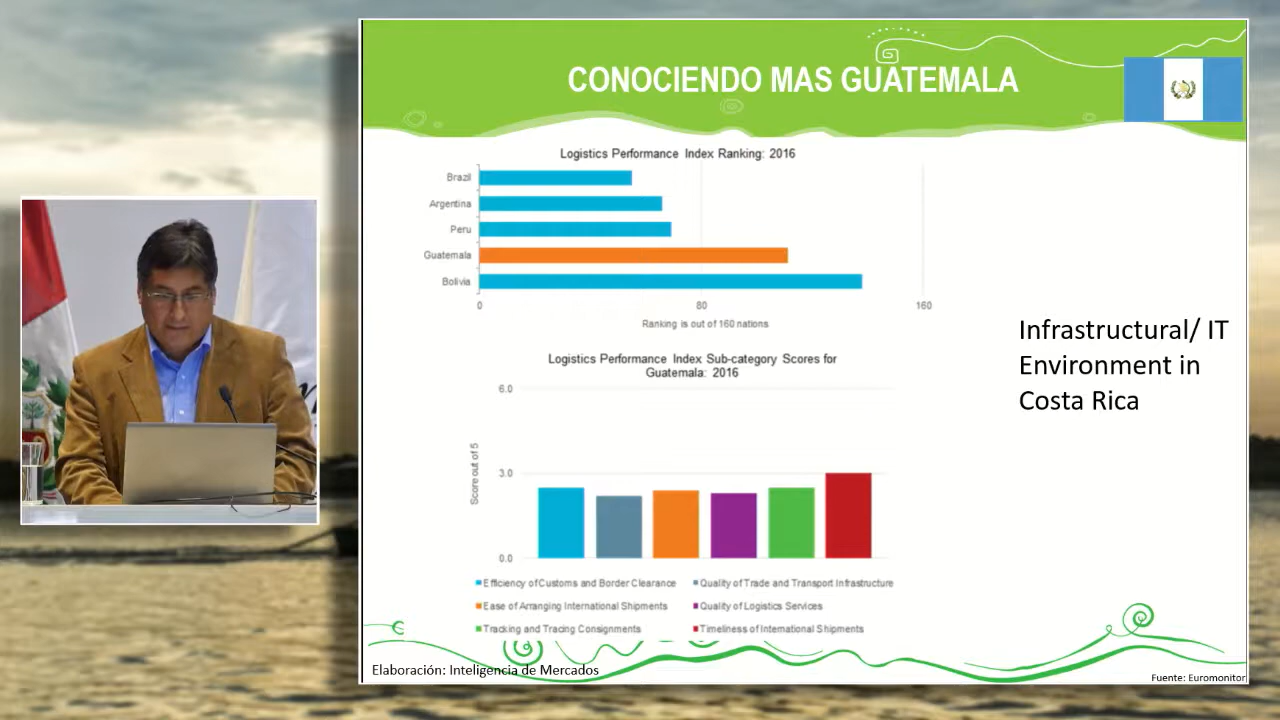 CONOCIENDO MAS GUATEMALA
Logistics Performance Index Ranking: 2016
Brazil
Argentina
Peru
Guatemala
Bolivia
0 80 160
Ranking is out of 160 nations
Logistics Performance Index Sub-category Scores for
Guatemala: 2016
6.0
3.0
0.0
Score out of 5
Efficiency of Customs and Border Clearance
Quality of Trade and Transport Infrastructure
Ease of Arranging International Shipments
Quality of Logistics Services
Tracking and Tracing Consignments
Timeliness of International Shipments
Infrastructural/ IT
Environment in
Costa Rica
Elaboración: Inteligencia de Mercados
Fuente: Euromonitor